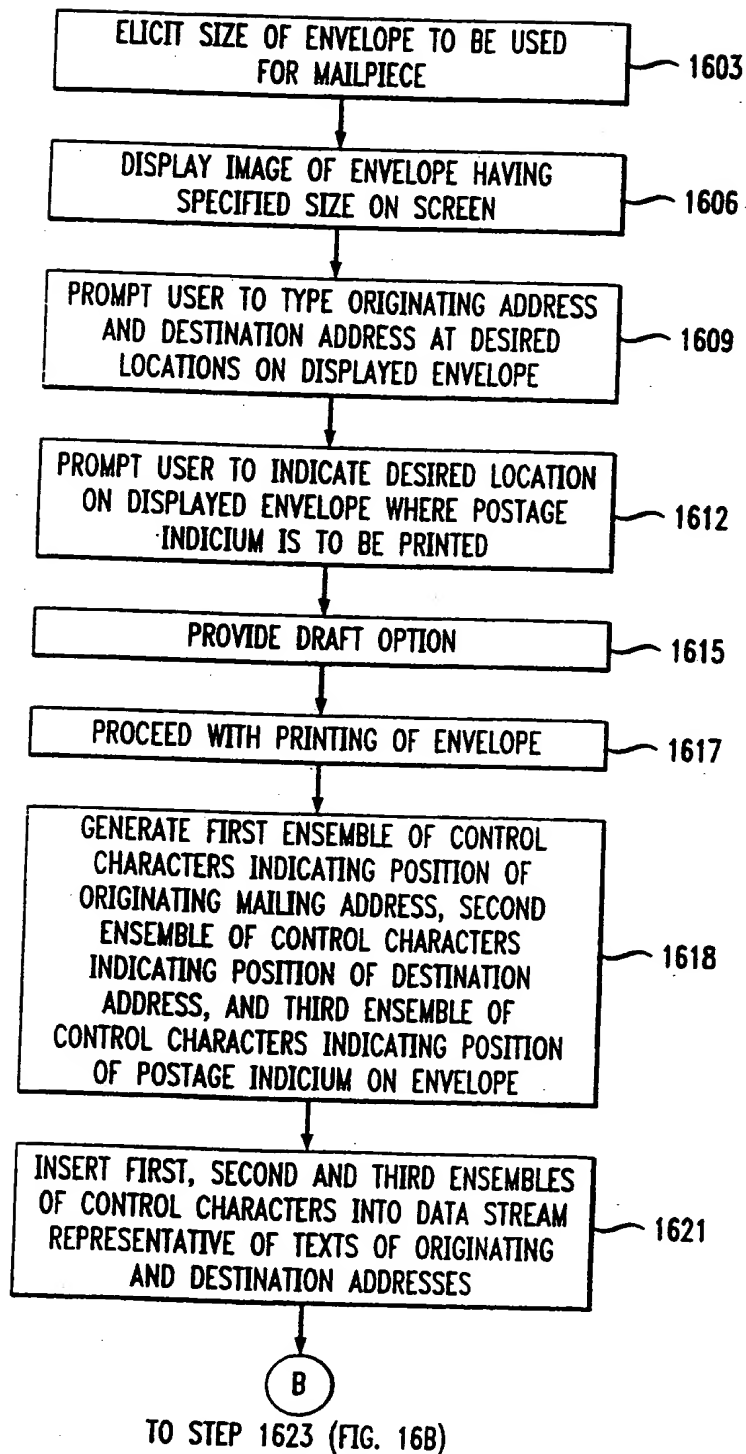 ELICIT SIZE OF ENVELOPE TO BE USED
FOR MAILPIECE
1603
DISPLAY IMAGE OF ENVELOPE HAVING
SPECIFIED SIZE ON SCREEN
1606
PROMPT USER TO TYPE ORIGINATING ADDRESS
AND DESTINATION ADDRESS AT DESIRED
LOCATIONS ON DISPLAYED ENVELOPE
1609
PROMPT USER TO INDICATE DESIRED LOCATION
ON DISPLAYED ENVELOPE WHERE POSTAGE
INDICIUM IS TO BE PRINTED
1612
PROVIDE DRAFT OPTION
1615
PROCEED WITH PRINTING OF ENVELOPE
1617
GENERATE FIRST ENSEMBLE OF CONTROL
CHARACTERS INDICATING POSITION OF
ORIGINATING MAILING ADDRESS, SECOND
ENSEMBLE OF CONTROL CHARACTERS
INDICATING POSITION OF DESTINATION
ADDRESS, AND THIRD ENSEMBLE OF
CONTROL CHARACTERS INDICATING POSITION
OF POSTAGE INDICIUM ON ENVELOPE
1618
INSERT FIRST, SECOND AND THIRD ENSEMBLES
OF CONTROL CHARACTERS INTO DATA STREAM
REPRESENTATIVE OF TEXTS OF ORIGINATING
AND DESTINATION ADDRESSES
1621
B
TO STEP 1623 (FIG. 16B)